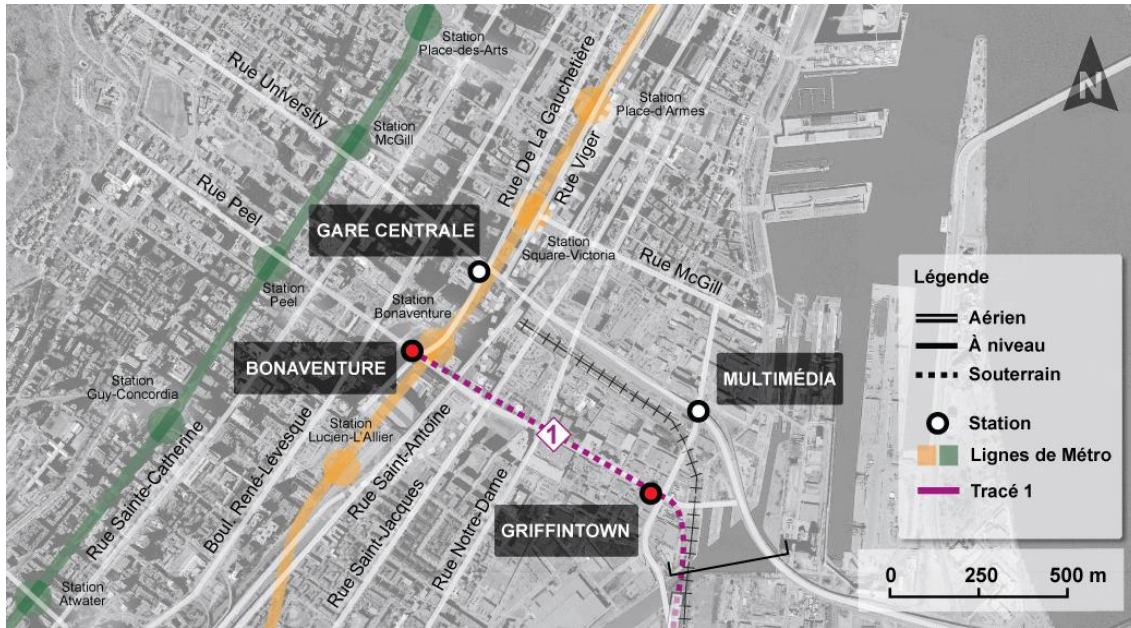 Station
Place-des-Arts
Rue University
Station
McGill
Rue De La Gauchetière
Station
Place-d'Armes
Rue Viger
N
Rue Peel
GARE CENTRALE
Station
Square-Victoria
Rue McGill
Station
Peel
Station
Bonaventure
BONAVENTURE
MULTIMÉDIA
Station
Guy-Concordia
Station
Lucien-L'Allier
1
GRIFFINTOWN
Rue Sainte-Catherine
Boul. René-Lévesque
Rue Saint-Antoine
Rue Saint-Jacques
Rue Notre-Dame
Station
Atwater
Légende
Aérien
À niveau
Souterrain
Station
Lignes de Métro
Tracé 1
0 250 500 m